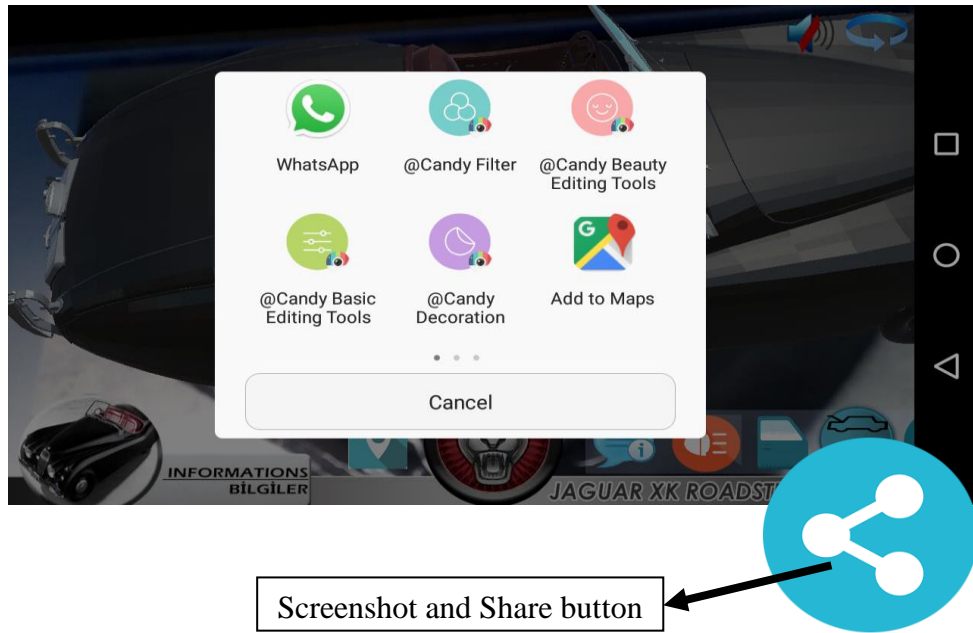 WhatsApp
@Candy Filter
@Candy Beauty
Editing Tools
@Candy Basic
Editing Tools
@Candy
Decoration
G
Add to Maps
Cancel
INFORMATIONS
BİLGİLER
i
JAGUAR XK ROADST
Screenshot and Share button